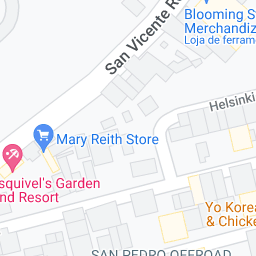 Blooming St
Merchandiz
Loja de ferram
San Vicente R
Helsinki
Mary Reith Store
squivel's Garden
nd Resort
Yo Korea
& Chicke
SAN PEDRO OFFROAD